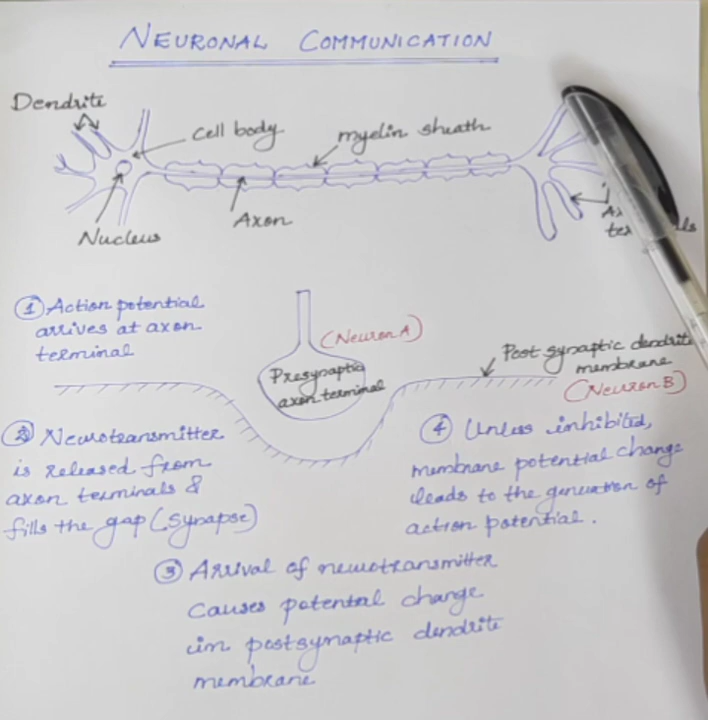 NEURONAL COMMUNICATION
Dendrite
Cell body
myelin sheath
Nucleus
Axon
① Action potential
arrives at axon
terminal
(Neuron A)
Presynaptic
axon terminal
Post synaptic dendrite
membrane
(Neuron B)
② Neurotransmitter
is released from
axon terminals &
fills the gap (synapse)
④ Unless inhibited,
membrane potential change
leads to the generation of
action potential.
③ Arrival of neurotransmitter
causes potental change
in postsynaptic dendrite
membrane